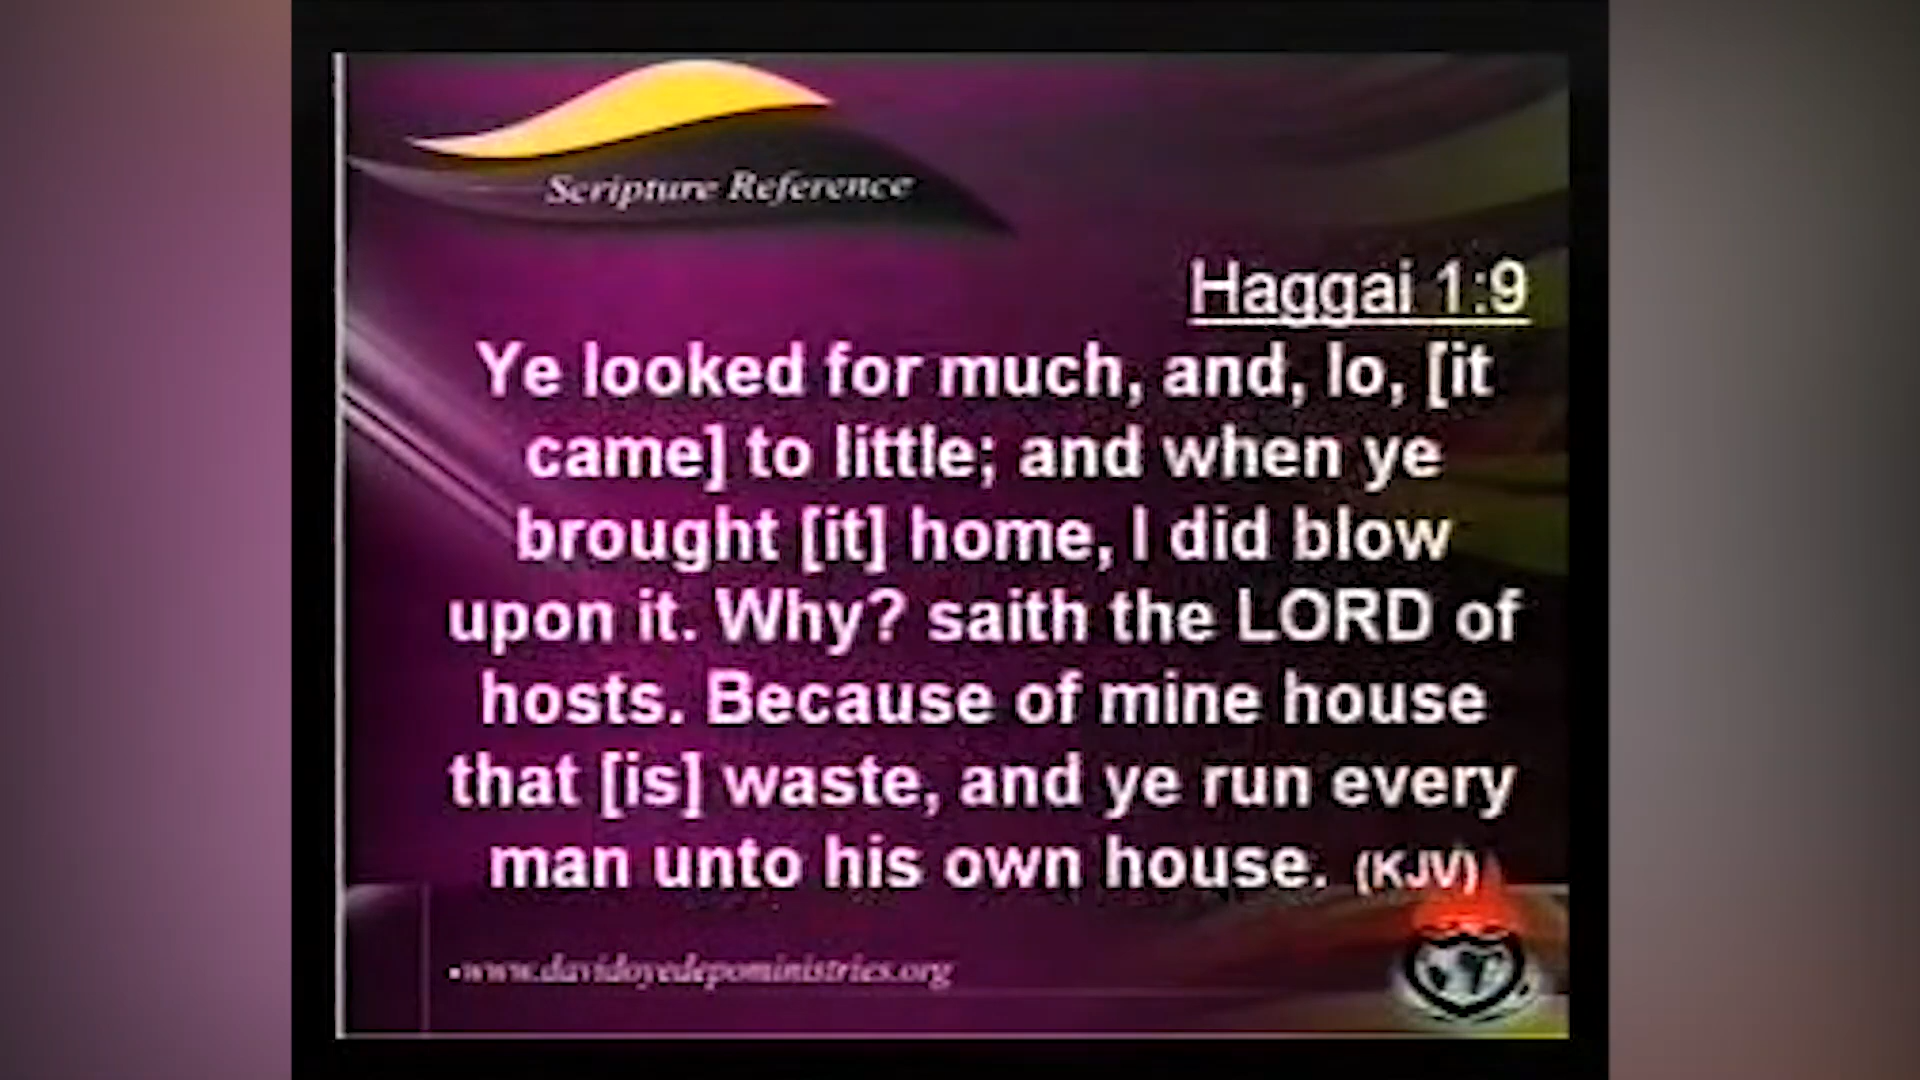 Scripture Reference
Haggai 1:9
Ye looked for much, and, lo, [it
came] to little; and when ye
brought [it] home, I did blow
upon it. Why? saith the LORD of
hosts. Because of mine house
that [is] waste, and ye run every
man unto his own house. (KJV)
•www.davidoyedepoministries.org